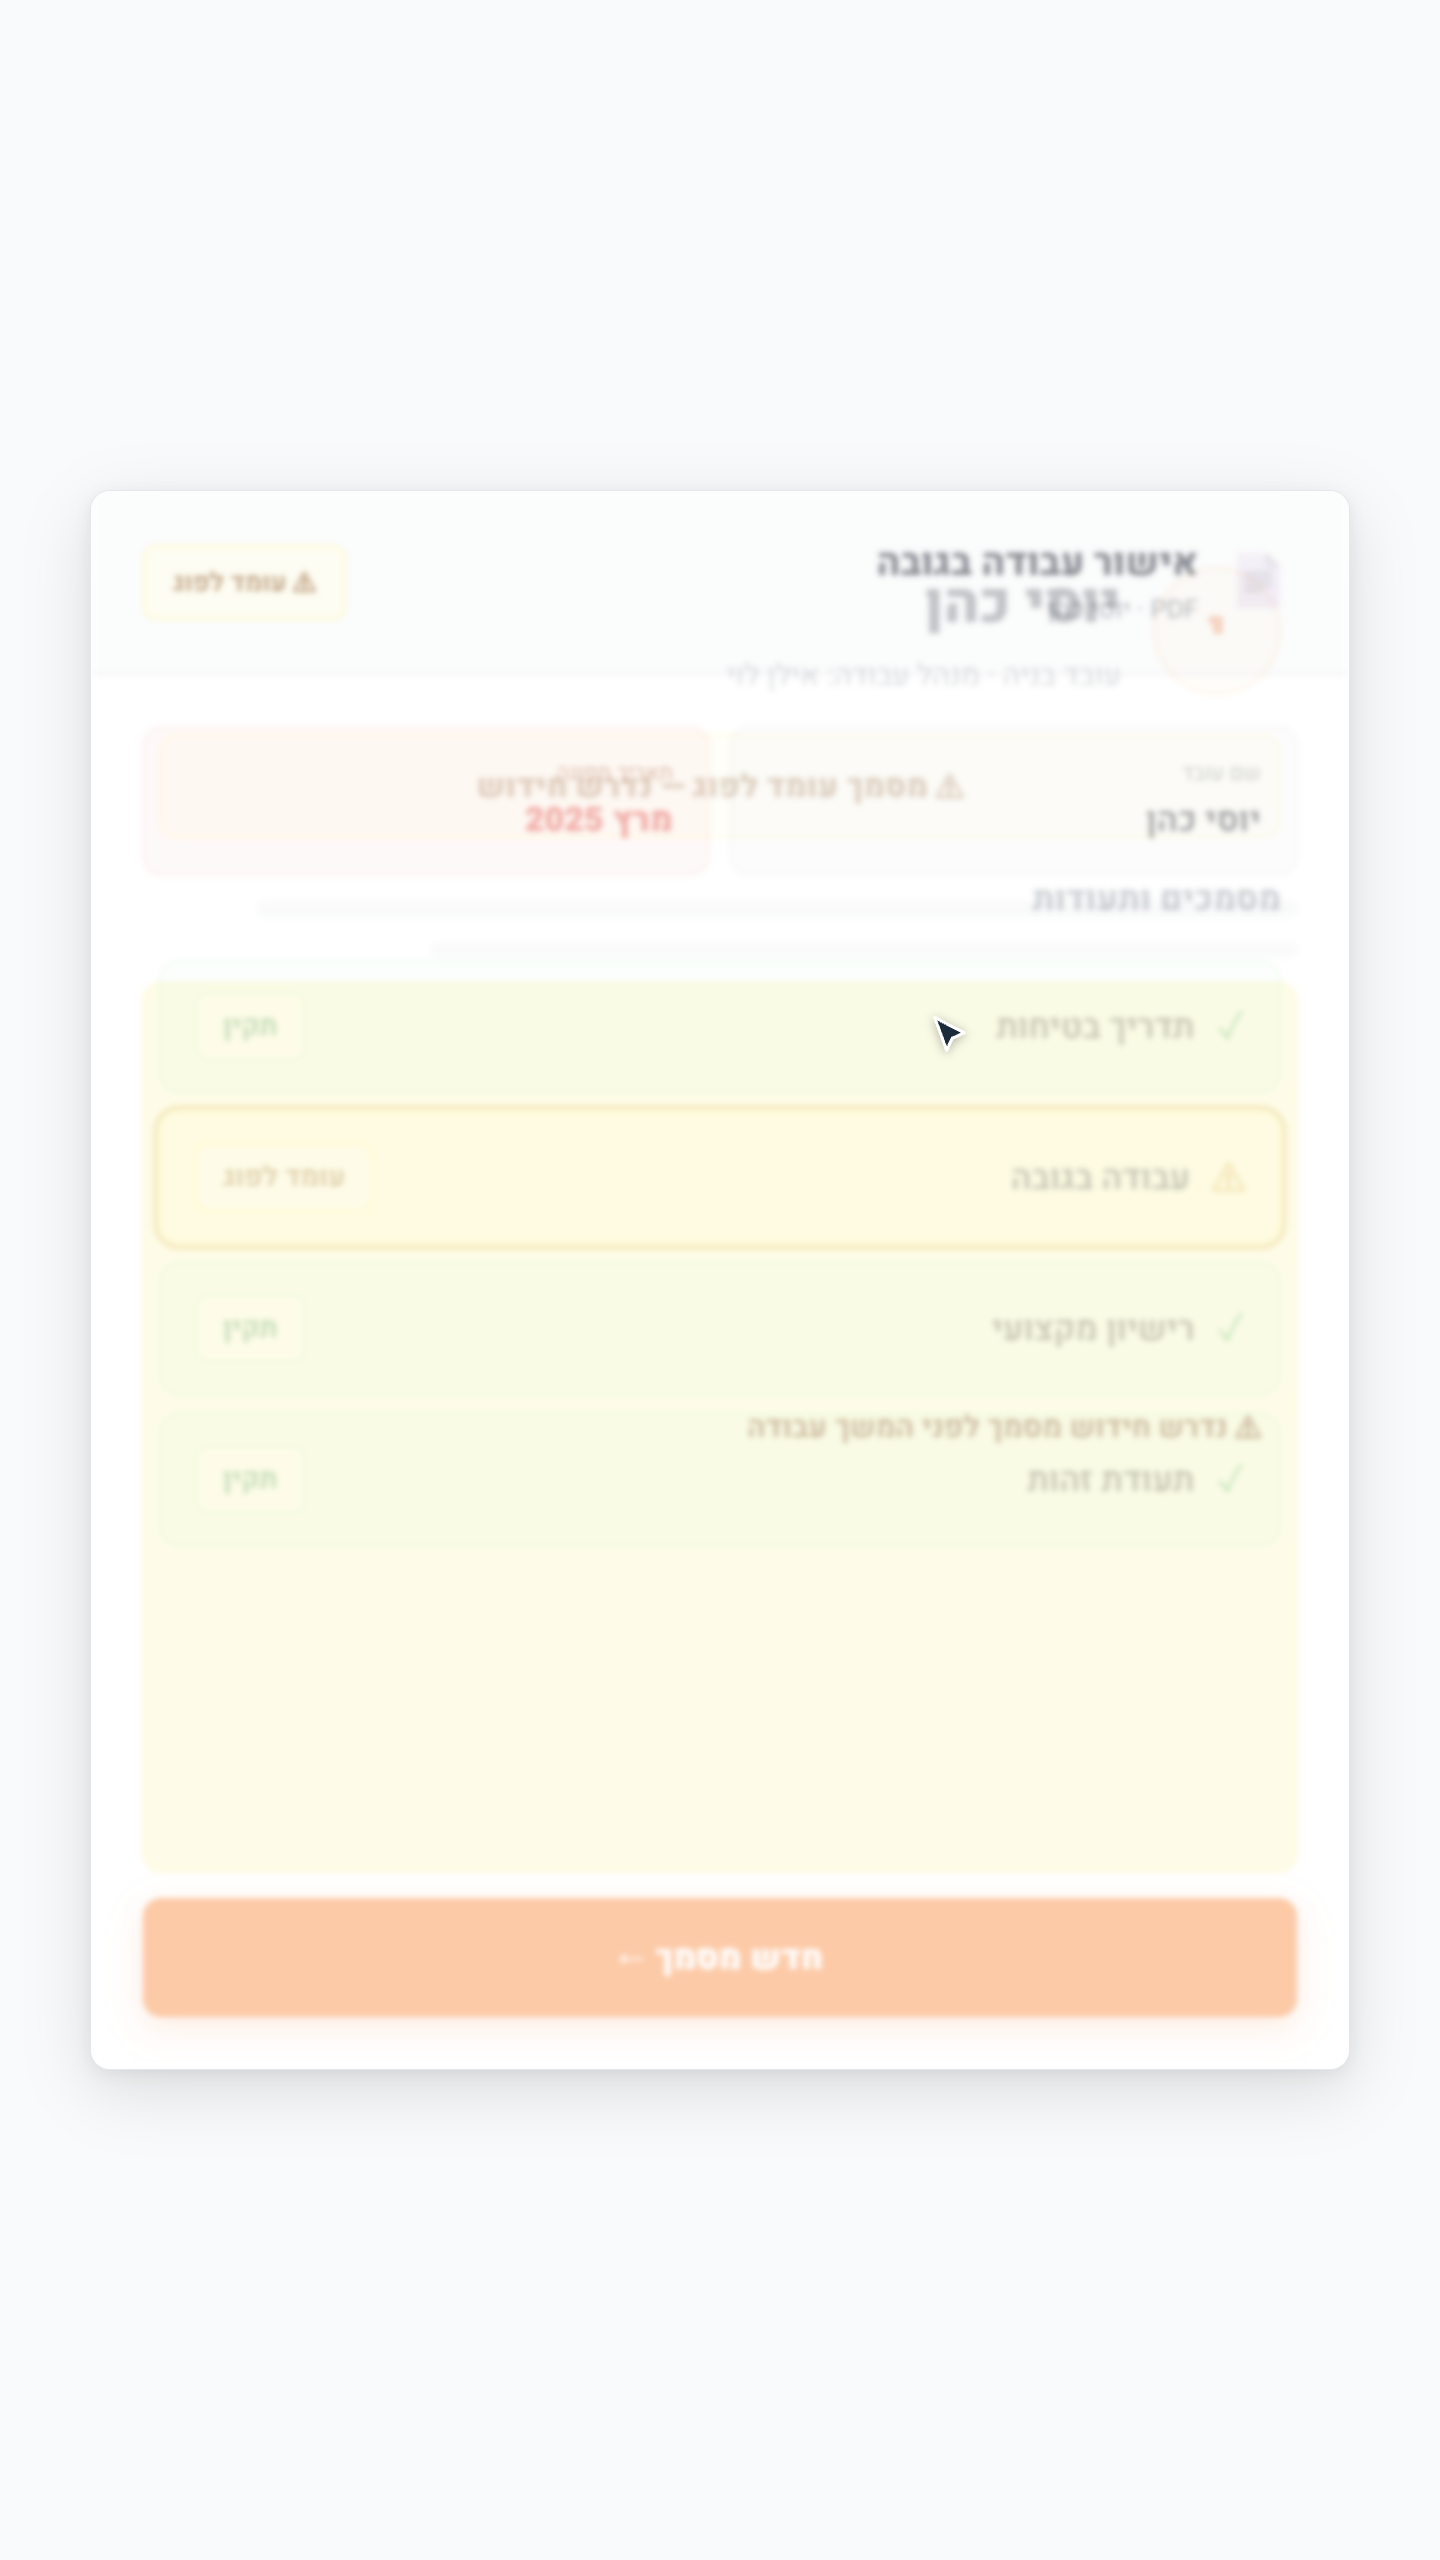 אישור עבודה בגובה
⚠ עומד לפוג
יוסי כהן
PDF ·
עובד בניה · מנהל עבודה: אילן לוי
שם עובד
יוסי כהן
תאריך תפוגה
מרץ 2025
⚠ מסמך עומד לפוג – נדרש חידוש
מסמכים ותעודות
✓ תדריך בטיחות
תקין
⚠ עבודה בגובה
עומד לפוג
✓ רישיון מקצועי
תקין
⚠ נדרש חידוש מסמך לפני המשך עבודה
✓ תעודת זהות
תקין
חדש מסמך ←